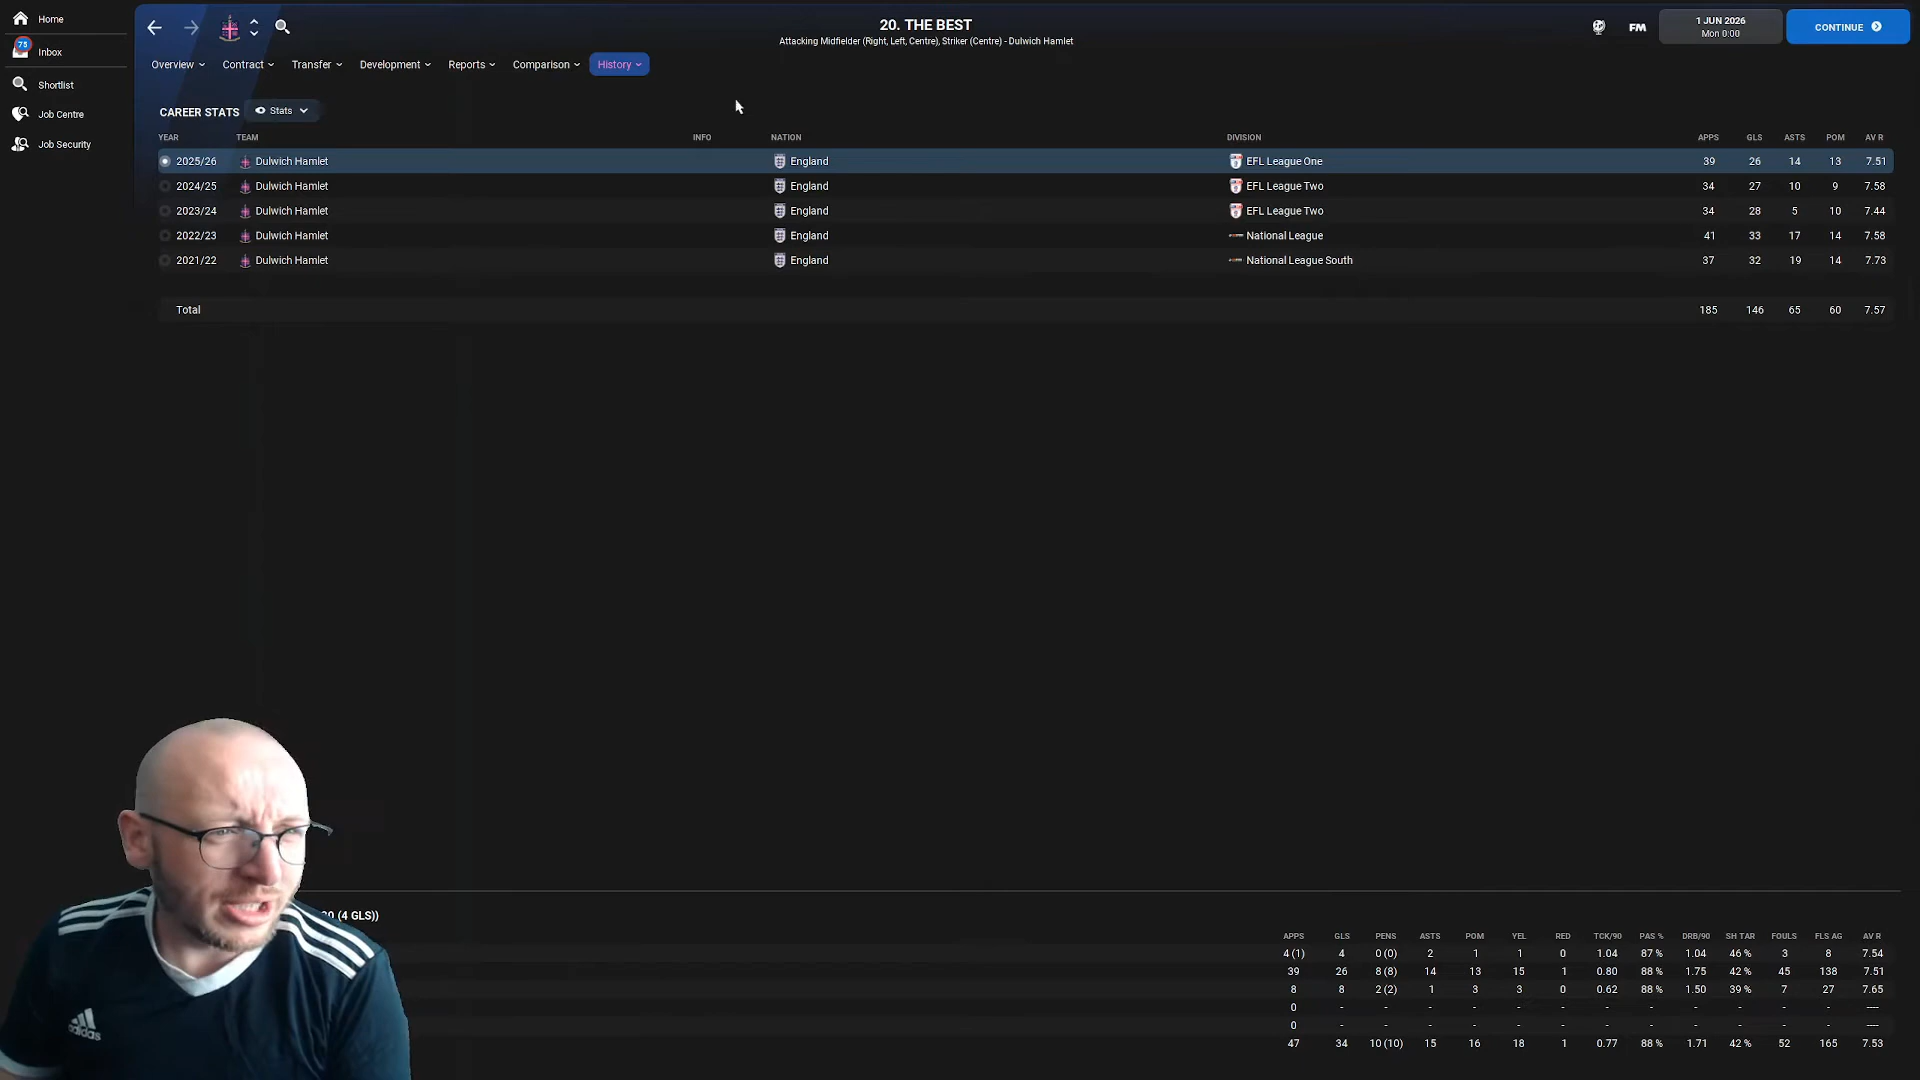 Home
75
Inbox
Shortlist
Job Centre
Job Security
20. THE BEST
Attacking Midfielder (Right, Left, Centre), Striker (Centre) - Dulwich Hamlet
FM
1 JUN 2026
Mon 0:00
CONTINUE
Overview Contract Transfer Development Reports Comparison History
CAREER STATS Stats
YEAR TEAM INFO NATION DIVISION APPS GLS ASTS POM AV R
2025/26 Dulwich Hamlet England EFL League One 39 26 14 13 7.51
2024/25 Dulwich Hamlet England EFL League Two 34 27 10 9 7.58
2023/24 Dulwich Hamlet England EFL League Two 34 28 5 10 7.44
2022/23 Dulwich Hamlet England National League 41 33 17 14 7.58
2021/22 Dulwich Hamlet England National League South 37 32 19 14 7.73
Total 185 146 65 60 7.57
(4 GLS))
APPS GLS PENS ASTS POM YEL RED TCK/90 PAS % DRB/90 SH TAR FOULS FLS AG AV R
4 (1) 4 0 (0) 2 1 1 0 1.04 87 % 1.04 46 % 3 8 7.54
39 26 8 (8) 14 13 15 1 0.80 88 % 1.75 42 % 45 138 7.51
8 8 2 (2) 1 3 3 0 0.62 88 % 1.50 39 % 7 27 7.65
0 - - - - - - - - - - - - ----
0 - - - - - - - - - - - - ----
47 34 10 (10) 15 16 18 1 0.77 88 % 1.71 42 % 52 165 7.53
adidas